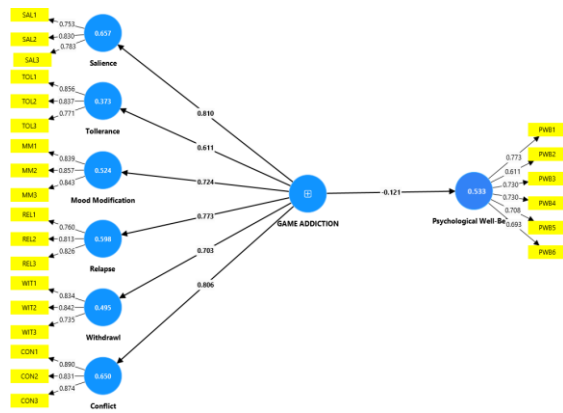 SAL1
0.753
SAL2
0.830
0.657
SAL3
0.783
Salience
TOL1
0.856
TOL2
0.837
0.373
TOL3
0.771
Tollerance
MM1
0.839
MM2
0.857
0.524
MM3
0.843
Mood Modification
REL1
0.760
REL2
0.813
0.598
REL3
0.826
Relapse
WIT1
0.834
WIT2
0.842
0.495
WIT3
0.735
Withdrawl
CON1
0.890
CON2
0.831
0.650
CON3
0.874
Conflict
0.810
0.611
0.724
0.773
0.703
0.806
GAME ADDICTION
-0.121
0.533
Psychological Well-Be
0.773
0.611
0.730
0.730
0.708
0.693
PWB1
PWB2
PWB3
PWB4
PWB5
PWB6